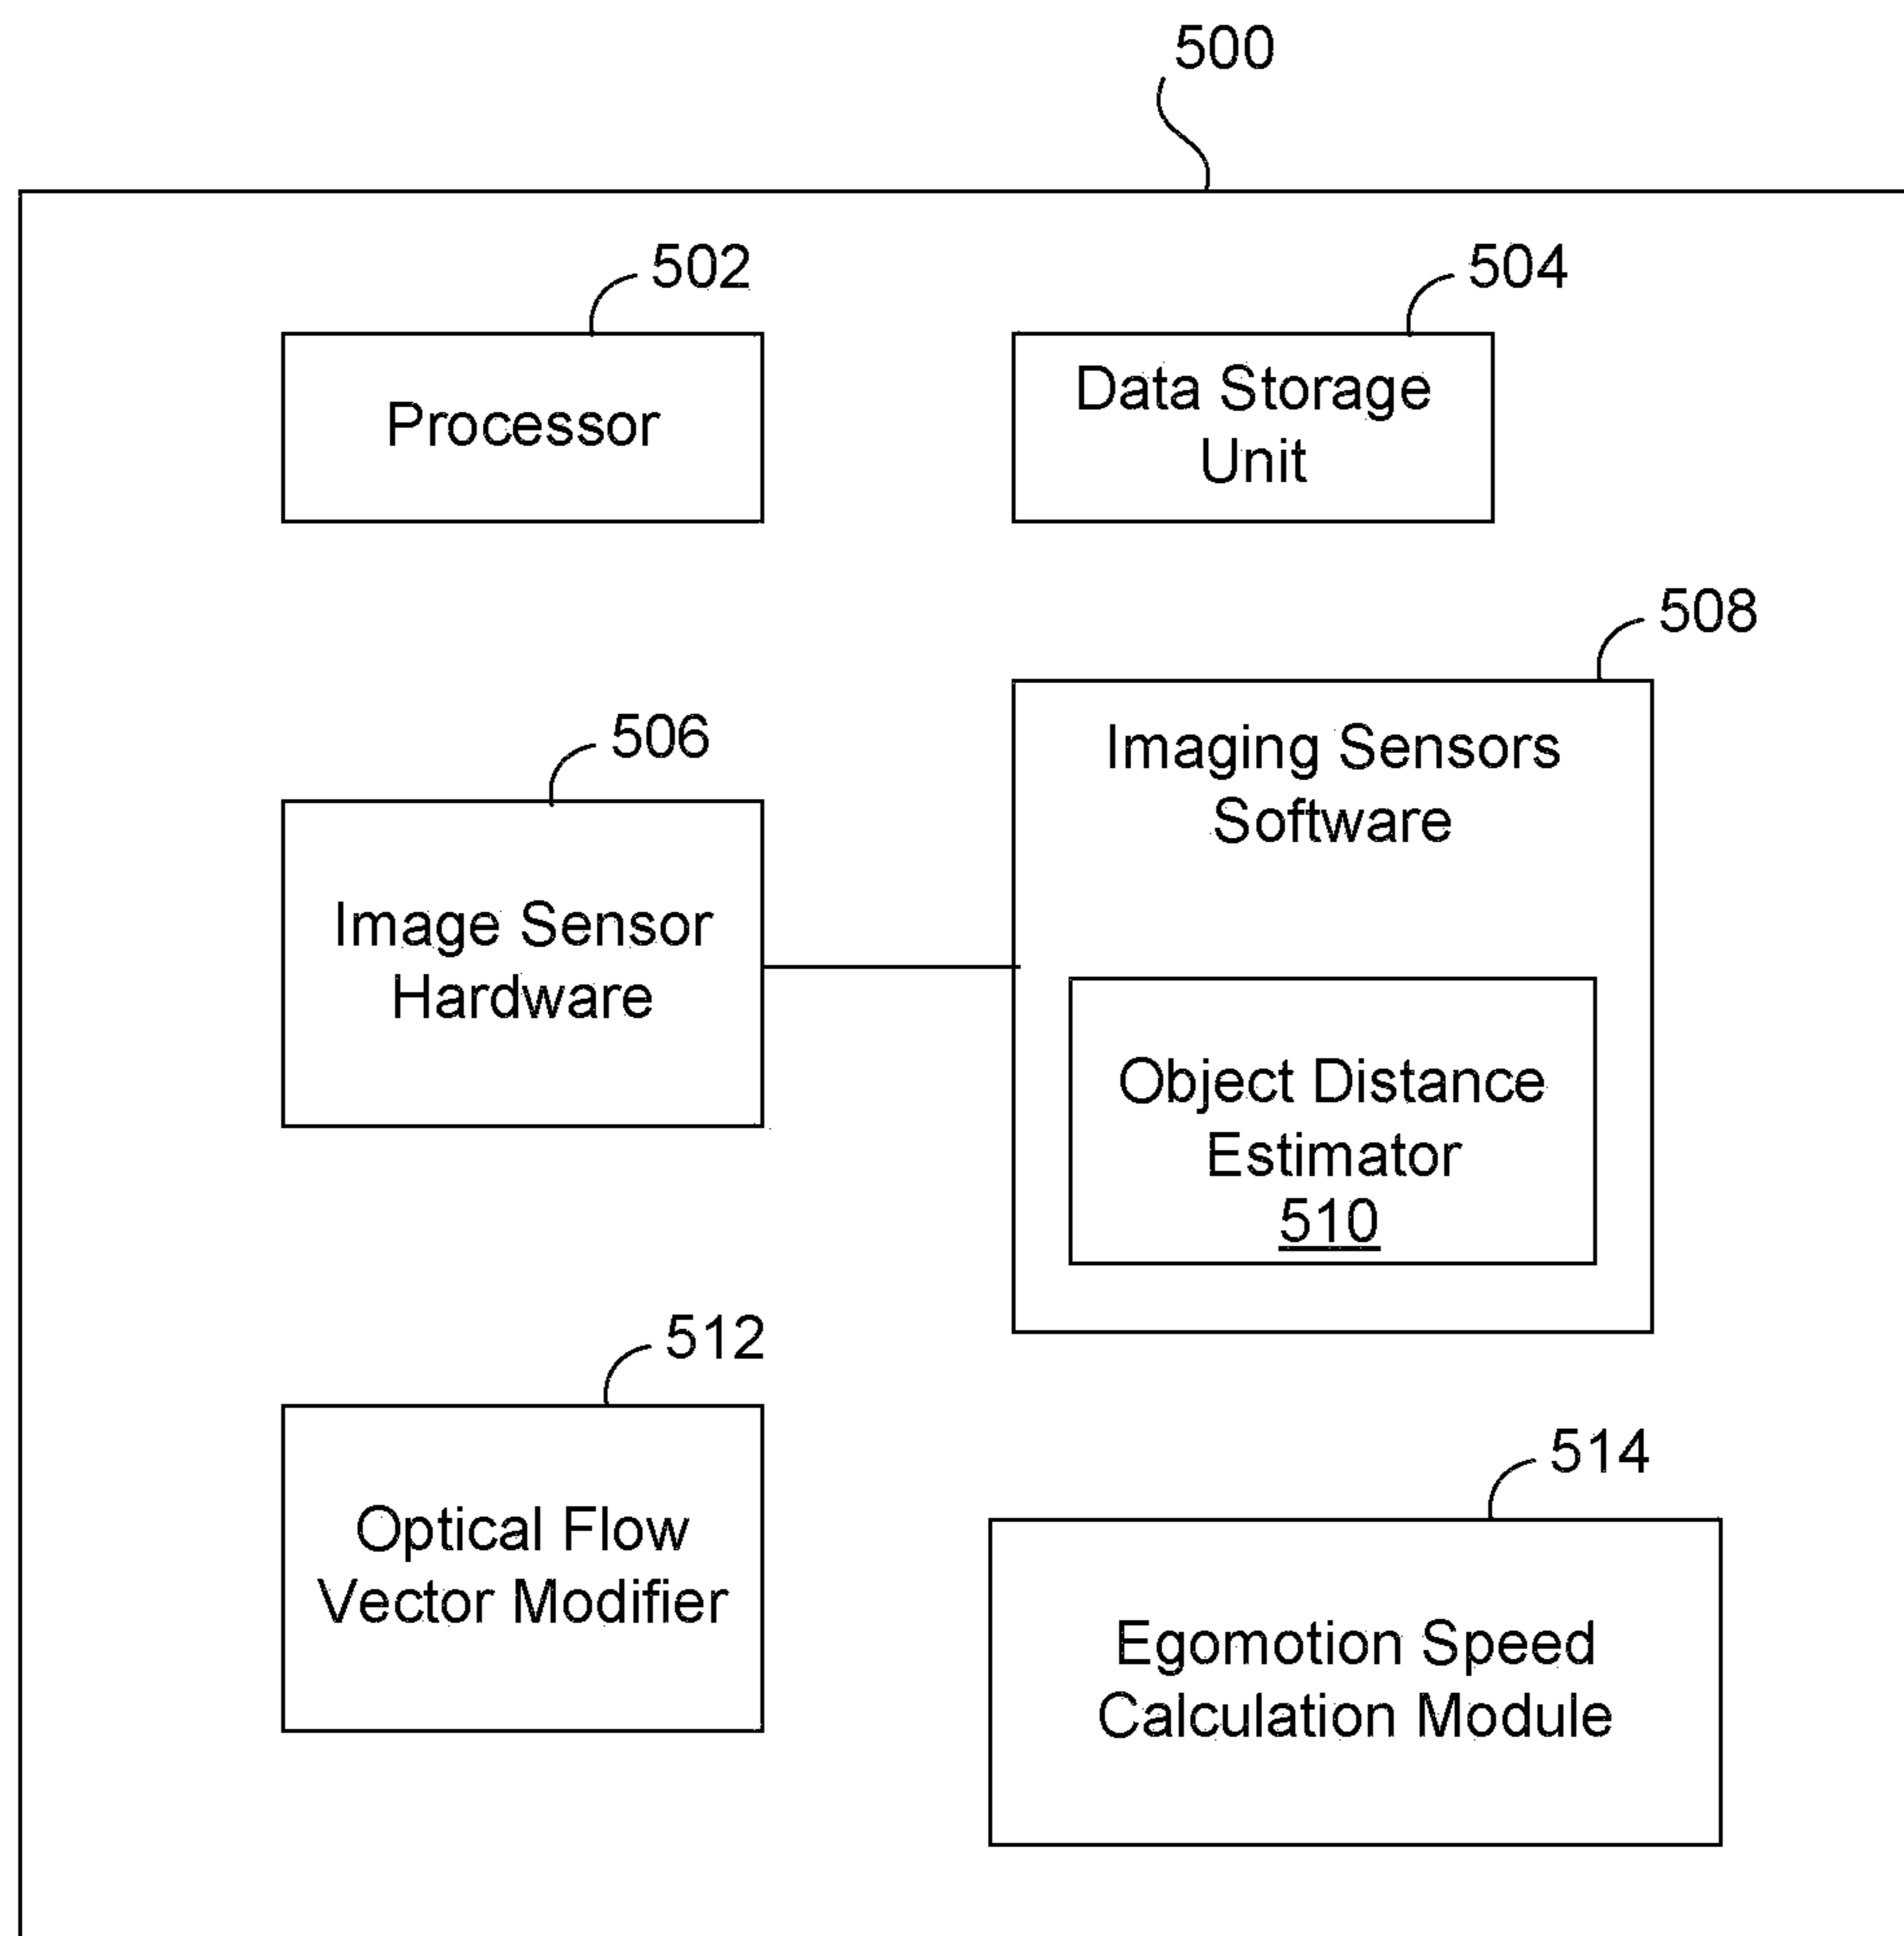 500
502
504
Processor
Data Storage
Unit
508
506
Imaging Sensors
Software
Image Sensor
Hardware
Object Distance
Estimator
510
512
514
Optical Flow
Vector Modifier
Egomotion Speed
Calculation Module